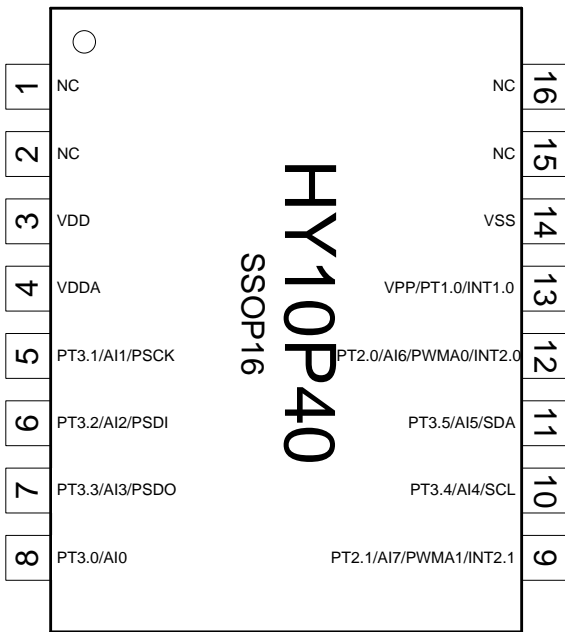 1 NC
2 NC
3 VDD
4 VDDA
5 PT3.1/AI1/PSCK
6 PT3.2/AI2/PSDI
7 PT3.3/AI3/PSDO
8 PT3.0/AI0
HY10P40
SSOP16
NC 16
NC 15
VSS 14
VPP/PT1.0/INT1.0 13
PT2.0/AI6/PWMA0/INT2.0 12
PT3.5/AI5/SDA 11
PT3.4/AI4/SCL 10
PT2.1/AI7/PWMA1/INT2.1 9